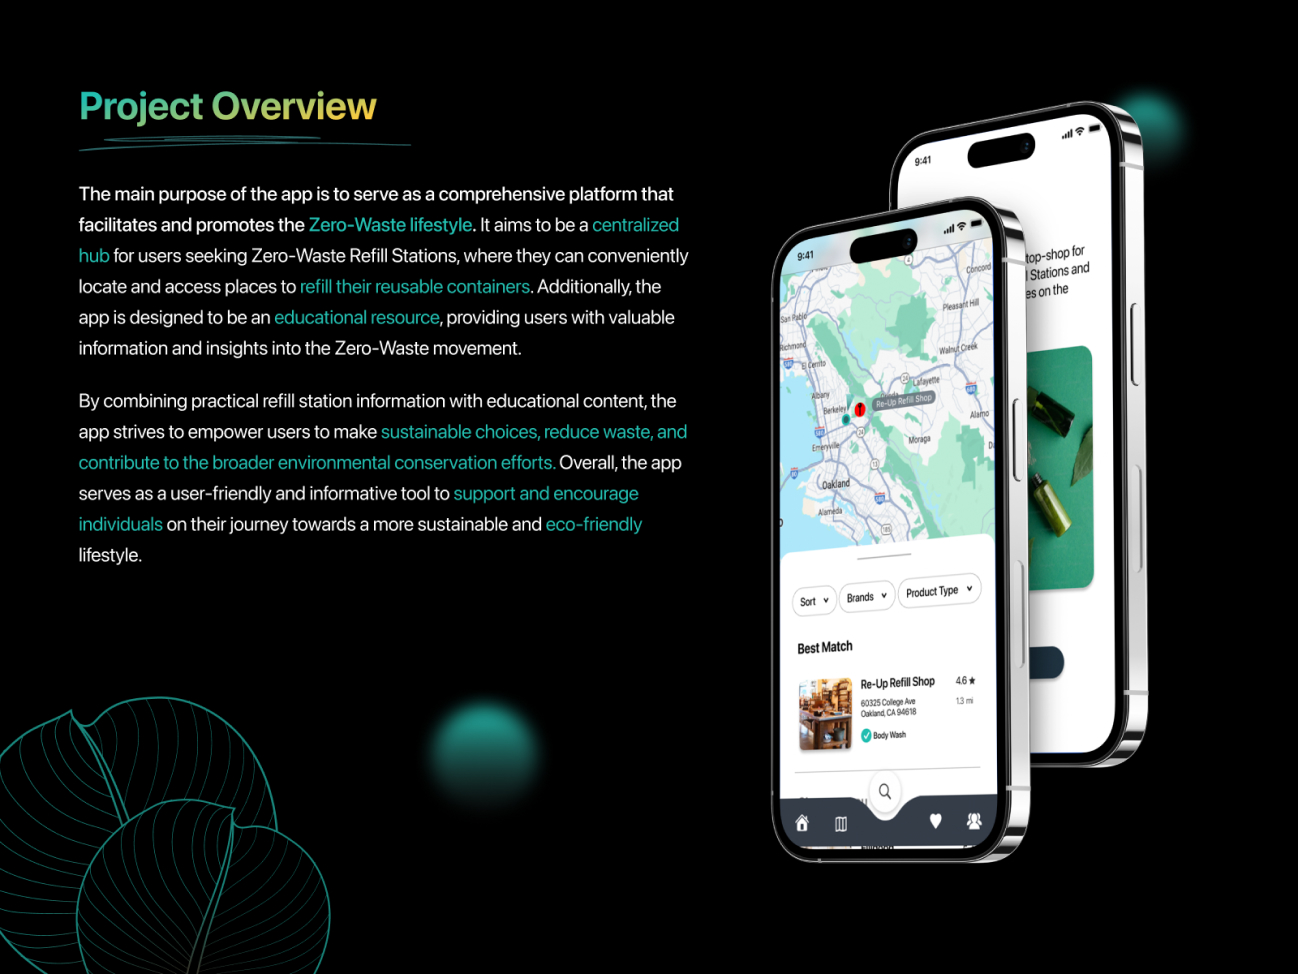 Project Overview
The main purpose of the app is to serve as a comprehensive platform that
facilitates and promotes the Zero-Waste lifestyle. It aims to be a centralized
hub for users seeking Zero-Waste Refill Stations, where they can conveniently
locate and access places to refill their reusable containers. Additionally, the
app is designed to be an educational resource, providing users with valuable
information and insights into the Zero-Waste movement.
By combining practical refill station information with educational content, the
app strives to empower users to make sustainable choices, reduce waste, and
contribute to the broader environmental conservation efforts. Overall, the app
serves as a user-friendly and informative tool to support and encourage
individuals on their journey towards a more sustainable and eco-friendly
lifestyle.
9:41
top-shop for
Stations and
es on the
9:41
Concord
Pleasant Hill
San Pablo
Richmond
El Cerrito
Walnut Creek
24
Lafayette
Albany
Berkeley
Re-Up Refill Shop
Alamo
24
Moraga
Emeryville
13
Oakland
Alameda
185
Sort
Brands
Product Type
Best Match
Re-Up Refill Shop
4.6 ★
60325 College Ave
1.3 mi
Oakland, CA 94618
Body Wash